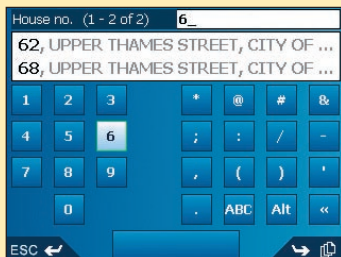 House no. (1 - 2 of 2) 6_
62, UPPER THAMES STREET, CITY OF ...
68, UPPER THAMES STREET, CITY OF ...
1 2 3 * @ # &
4 5 6 ; : / -
7 8 9 , ( ) '
0 . ABC Alt «
ESC